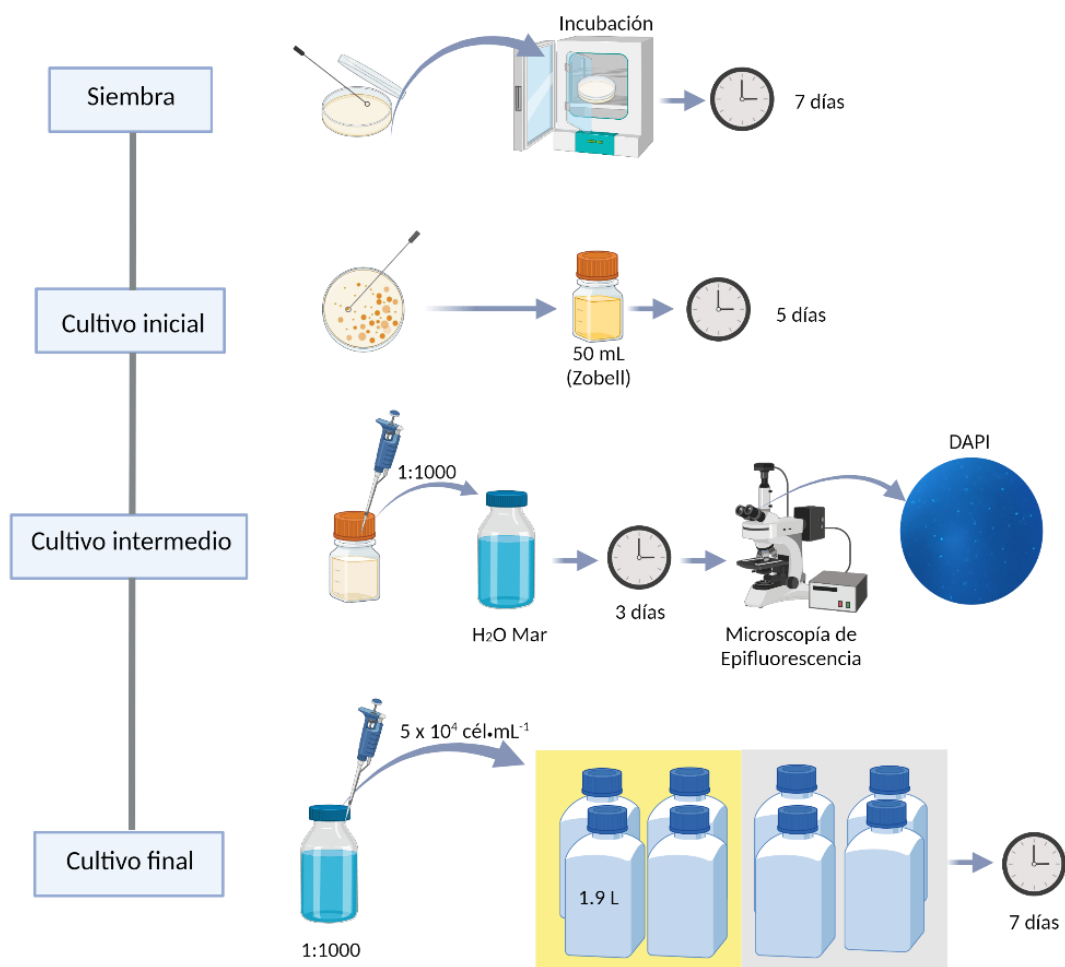 Incubación
Siembra
7 días
Cultivo inicial
5 días
50 mL
(Zobell)
DAPI
1:1000
Cultivo intermedio
3 días
H₂O Mar
Microscopía de
Epifluorescencia
5 x 10⁴ cél•mL⁻¹
Cultivo final
1.9 L
7 días
1:1000